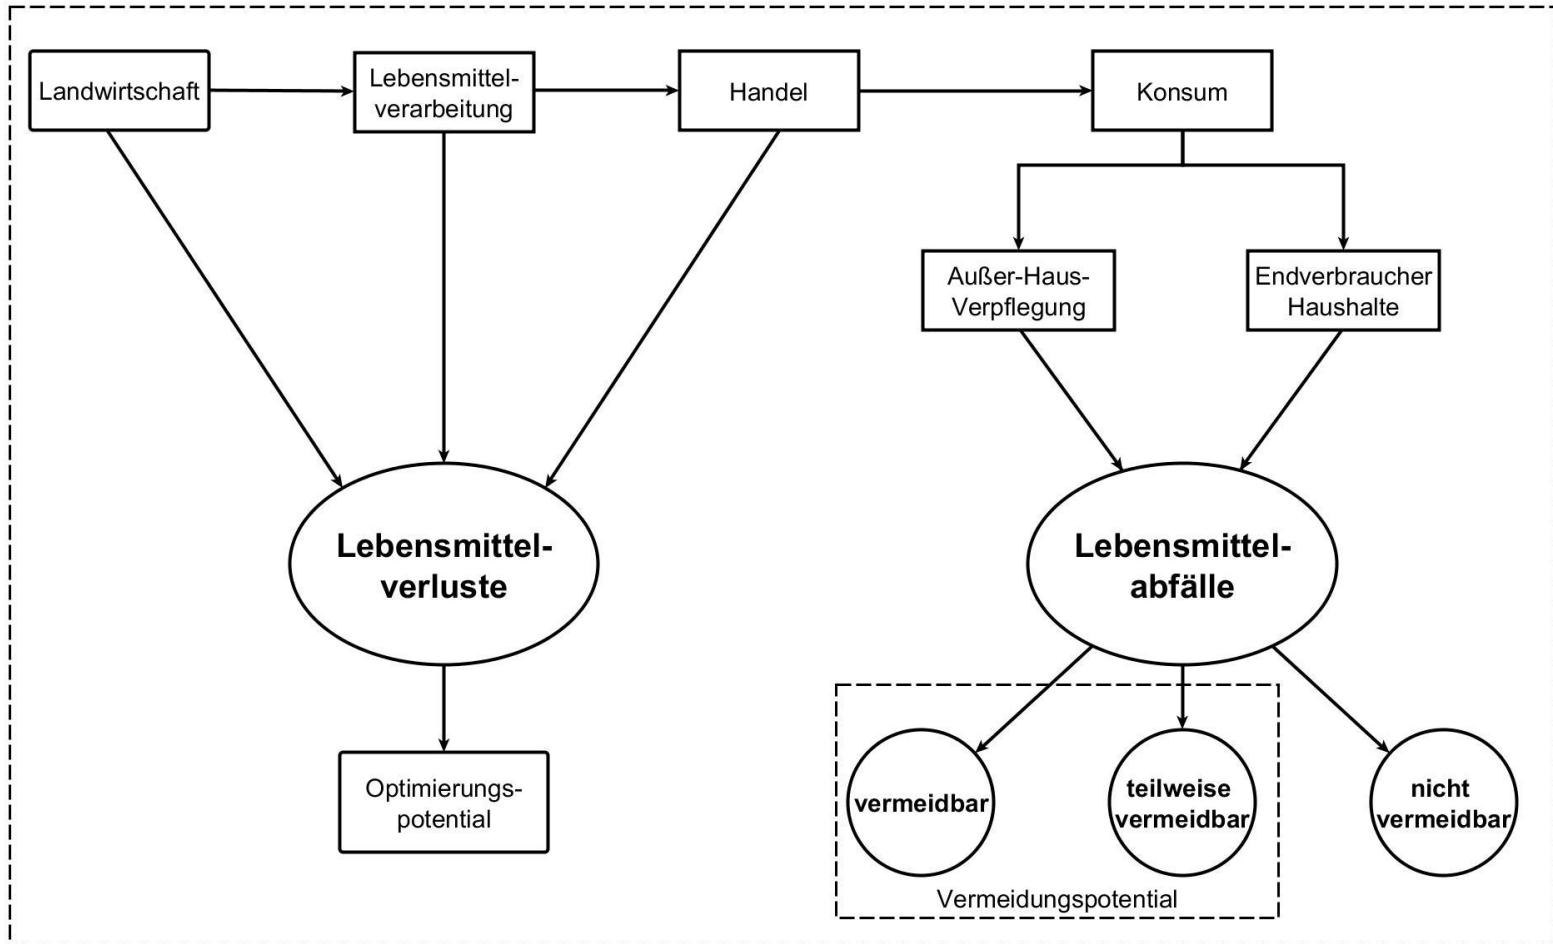 Landwirtschaft
Lebensmittel-
verarbeitung
Handel
Konsum
Außer-Haus-
Verpflegung
Endverbraucher
Haushalte
Lebensmittel-
verluste
Lebensmittel-
abfälle
Optimierungs-
potential
vermeidbar
teilweise
vermeidbar
nicht
vermeidbar
Vermeidungspotential